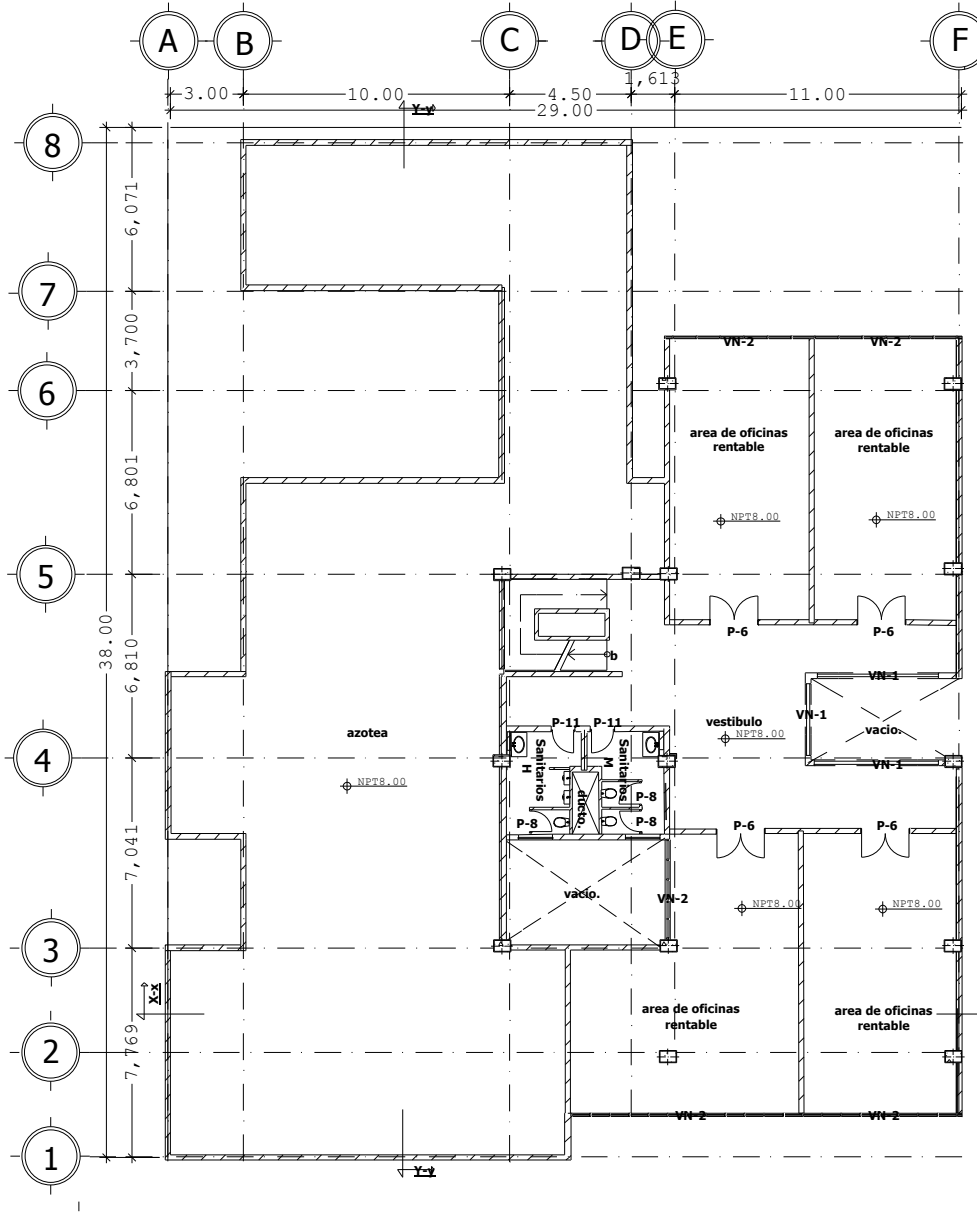 A B C D E F
1,613
3.00 10.00 4.50 11.00
Y-y 29.00
8
6,071
7
3,700
VN-2 VN-2
6
area de oficinas
rentable
area de oficinas
rentable
6,801
NPT8.00 NPT8.00
5
P-6 P-6
38.00
6,810
b
VN-1
VN-1
azotea
P-11 P-11
vestibulo
NPT8.00
vacio.
4
Sanitarios
H
Sanitarios
M
VN-1
NPT8.00
ducto.
P-8
P-8 P-8
P-6 P-6
7,041
vacio.
VN-2
NPT8.00 NPT8.00
3
X-x
area de oficinas
rentable
area de oficinas
rentable
2
7,769
VN-2 VN-2
1
Y-y